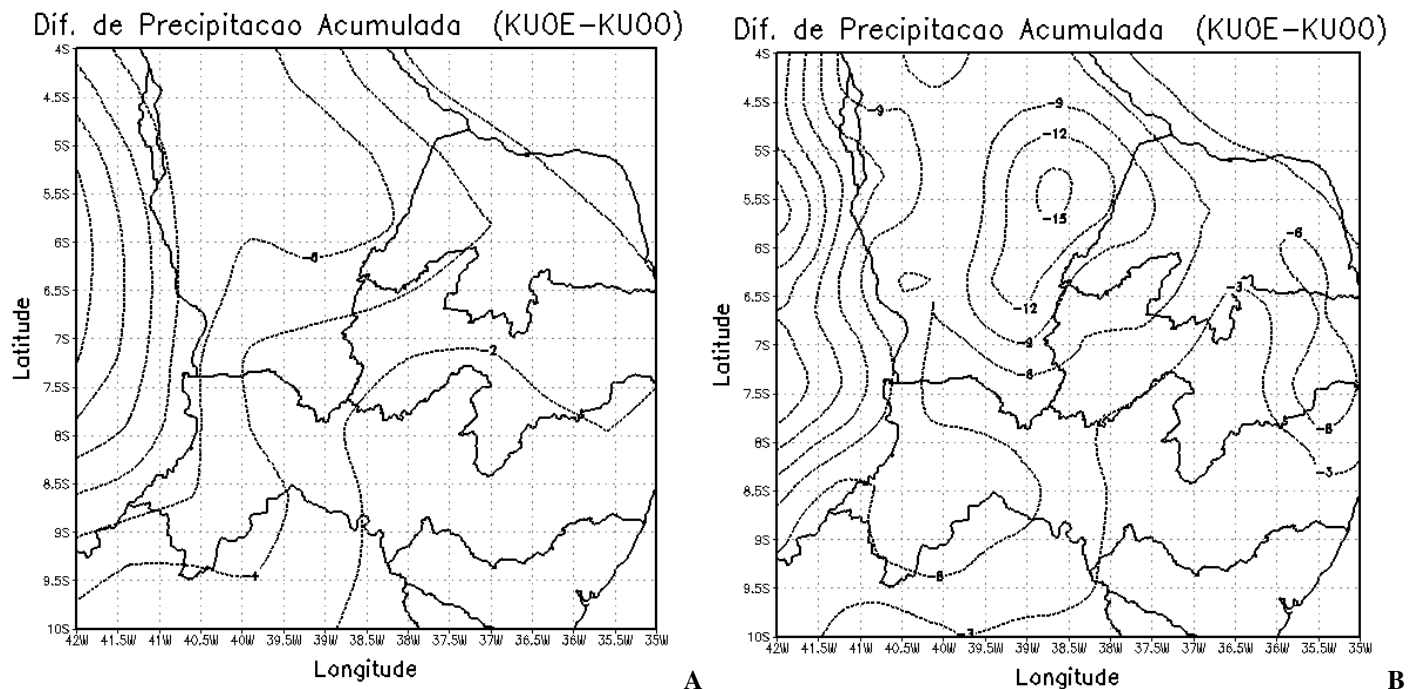 Dif. de Precipitacao Acumulada (KUOE-KUOO)
4S
4.5S
5S
5.5S
6S
6.5S
7S
7.5S
8S
8.5S
9S
9.5S
10S
Latitude
-6
-2
-4
42W 41.5W 41W 40.5W 40W 39.5W 39W 38.5W 38W 37.5W 37W 36.5W 36W 35.5W 35W
Longitude
A
Dif. de Precipitacao Acumulada (KUOE-KUOO)
4S
4.5S
5S
5.5S
6S
6.5S
7S
7.5S
8S
8.5S
9S
9.5S
10S
Latitude
-9
-9
-12
-15
-6
-3
-12
-9
-6
-6
-3
-6
-3
42W 41.5W 41W 40.5W 40W 39.5W 39W 38.5W 38W 37.5W 37W 36.5W 36W 35.5W 35W
Longitude
B